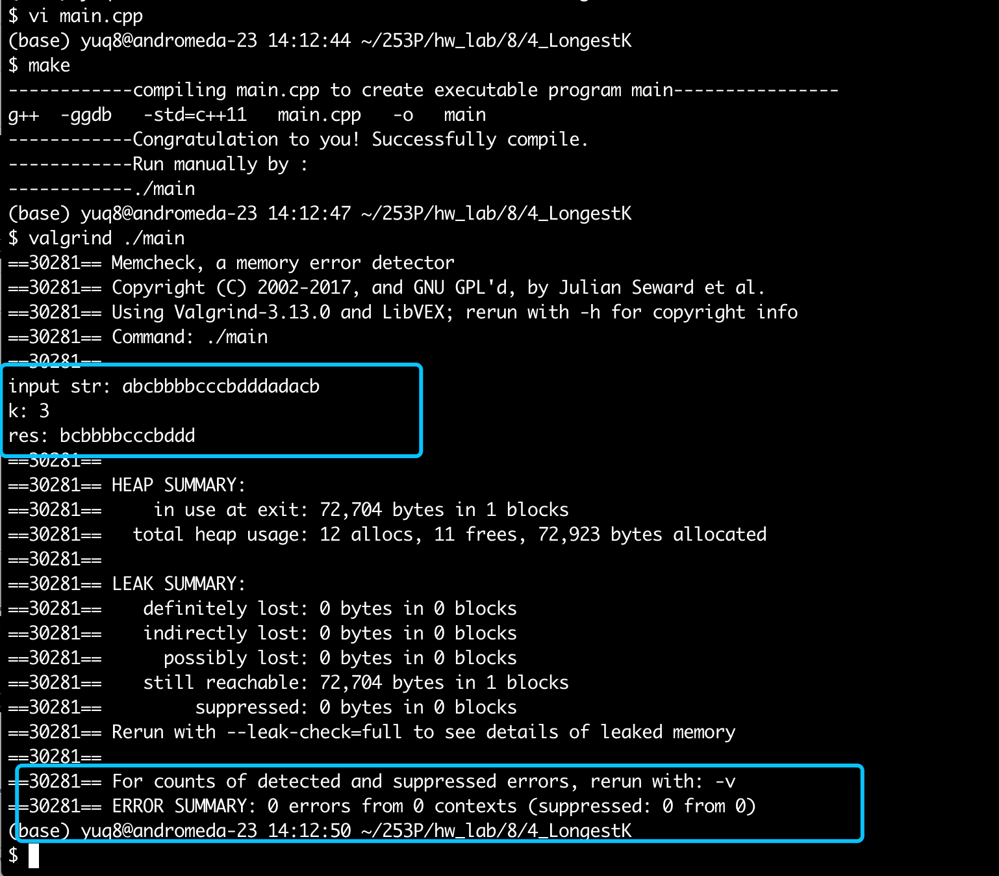 $ vi main.cpp
(base) yuq8@andromeda-23 14:12:44 ~/253P/hw_lab/8/4_LongestK
$ make
------------compiling main.cpp to create executable program main----------------
g++  -ggdb   -std=c++11   main.cpp   -o   main
------------Congratulation to you! Successfully compile.
------------Run manually by :
------------./main
(base) yuq8@andromeda-23 14:12:47 ~/253P/hw_lab/8/4_LongestK
$ valgrind ./main
==30281== Memcheck, a memory error detector
==30281== Copyright (C) 2002-2017, and GNU GPL'd, by Julian Seward et al.
==30281== Using Valgrind-3.13.0 and LibVEX; rerun with -h for copyright info
==30281== Command: ./main
==30281==
input str: abcbbbbcccbdddadacb
k: 3
res: bcbbbbcccbddd
==30281==
==30281== HEAP SUMMARY:
==30281==     in use at exit: 72,704 bytes in 1 blocks
==30281==   total heap usage: 12 allocs, 11 frees, 72,923 bytes allocated
==30281==
==30281== LEAK SUMMARY:
==30281==    definitely lost: 0 bytes in 0 blocks
==30281==    indirectly lost: 0 bytes in 0 blocks
==30281==      possibly lost: 0 bytes in 0 blocks
==30281==    still reachable: 72,704 bytes in 1 blocks
==30281==         suppressed: 0 bytes in 0 blocks
==30281== Rerun with --leak-check=full to see details of leaked memory
==30281==
==30281== For counts of detected and suppressed errors, rerun with: -v
==30281== ERROR SUMMARY: 0 errors from 0 contexts (suppressed: 0 from 0)
(base) yuq8@andromeda-23 14:12:50 ~/253P/hw_lab/8/4_LongestK
$